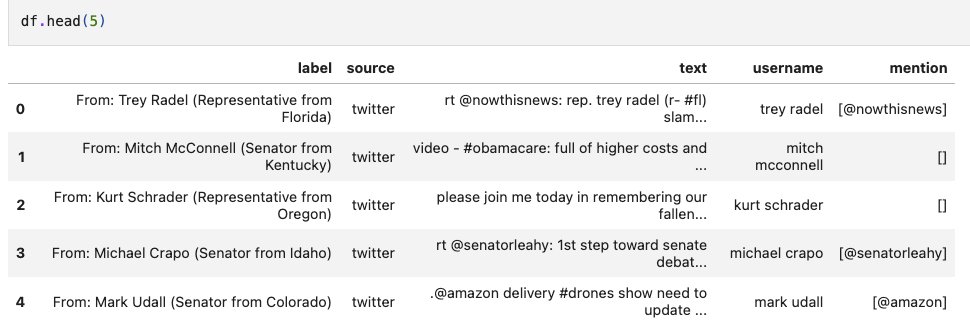 df.head(5)
label source text username mention
0 From: Trey Radel (Representative from Florida) twitter rt @nowthisnews: rep. trey radel (r- #fl) slam... trey radel [@nowthisnews]
1 From: Mitch McConnell (Senator from Kentucky) twitter video - #obamacare: full of higher costs and ... mitch mcconnell []
2 From: Kurt Schrader (Representative from Oregon) twitter please join me today in remembering our fallen... kurt schrader []
3 From: Michael Crapo (Senator from Idaho) twitter rt @senatorleahy: 1st step toward senate debat... michael crapo [@senatorleahy]
4 From: Mark Udall (Senator from Colorado) twitter .@amazon delivery #drones show need to update ... mark udall [@amazon]